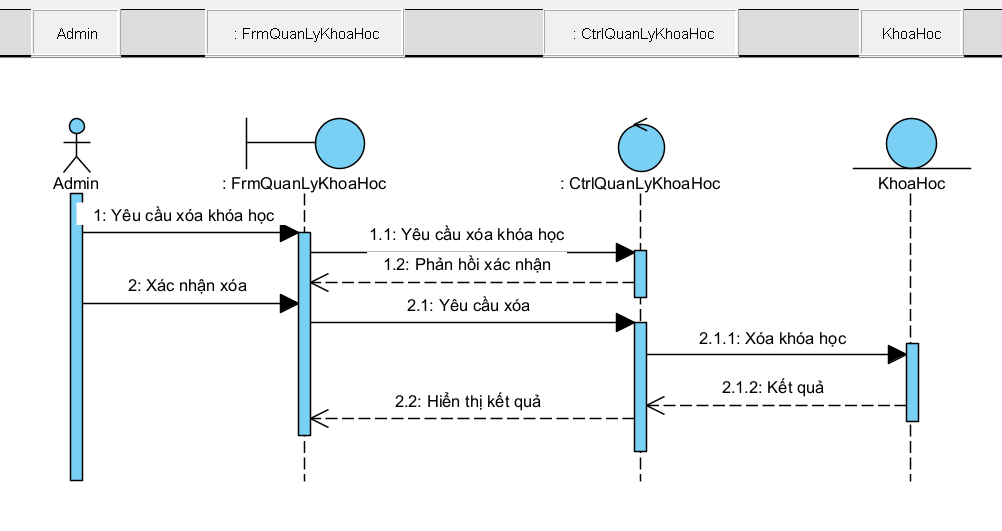 Admin
: FrmQuanLyKhoaHoc
: CtrlQuanLyKhoaHoc
KhoaHoc
Admin
: FrmQuanLyKhoaHoc
: CtrlQuanLyKhoaHoc
KhoaHoc
1: Yêu cầu xóa khóa học
1.1: Yêu cầu xóa khóa học
1.2: Phản hồi xác nhận
2: Xác nhận xóa
2.1: Yêu cầu xóa
2.1.1: Xóa khóa học
2.1.2: Kết quả
2.2: Hiển thị kết quả